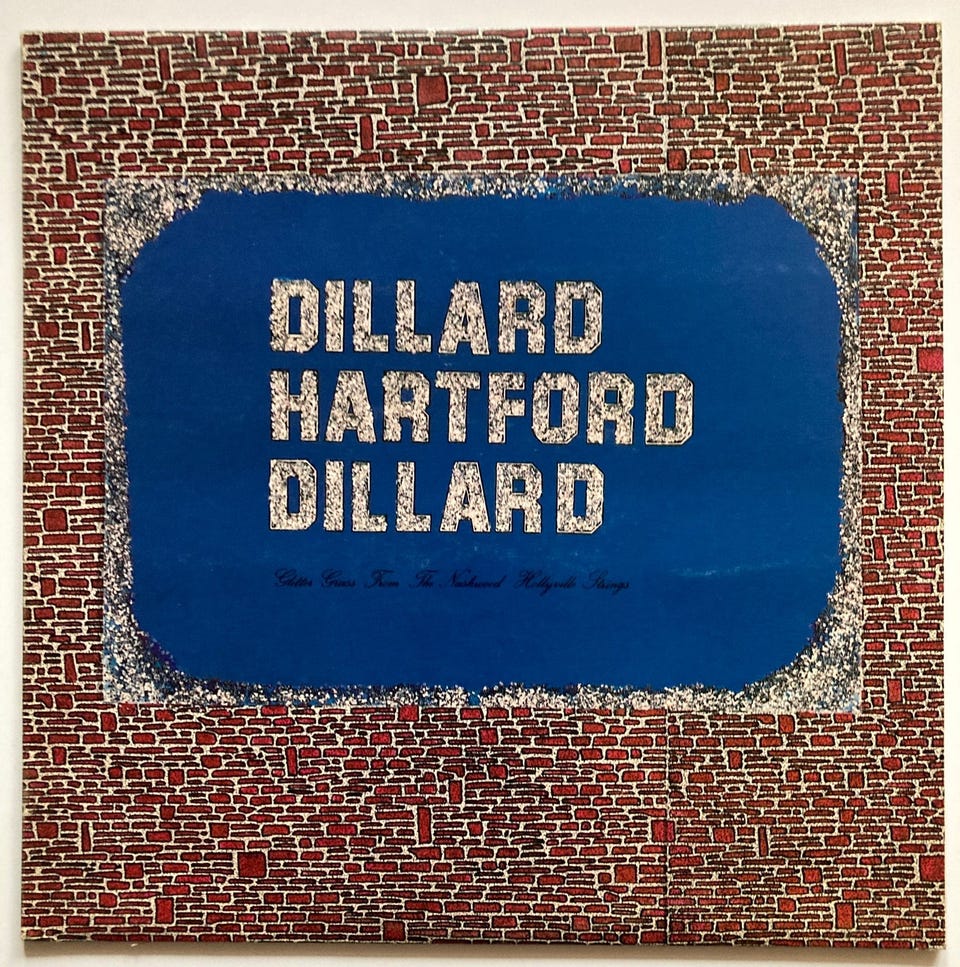 DILLARD
HARTFORD
DILLARD
Glitter Grass From The Nashwood Hollyville Strings